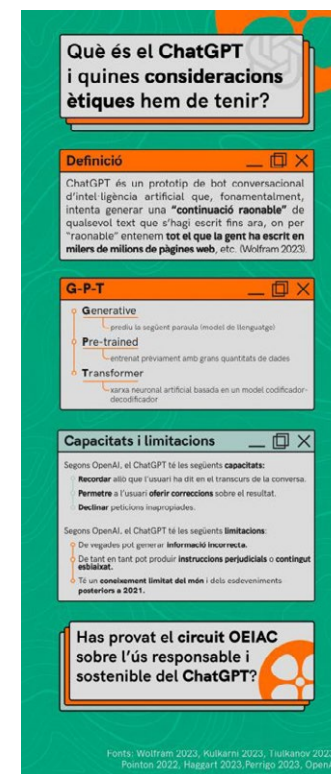 Què és el ChatGPT
i quines consideracions
ètiques hem de tenir?
Definició
ChatGPT és un prototip de bot conversacional
d'intel·ligència artificial que, fonamentalment,
intenta generar una “continuació raonable” de
qualsevol text que s'hagi escrit fins ara, on per
"raonable" entenem tot el que la gent ha escrit en
milers de milions de pàgines web, etc. (Wolfram 2023).
G-P-T
Generative
prediu la següent paraula (model de llenguatge)
Pre-trained
entrenat prèviament amb grans quantitats de dades
Transformer
xarxa neuronal artificial basada en un model codificador-
decodificador
Capacitats i limitacions
Segons OpenAI, el ChatGPT té les següents capacitats:
Recordar allò que l'usuari ha dit en el transcurs de la conversa.
Permetre a l'usuari oferir correccions sobre el resultat.
Declinar peticions inapropiades.
Segons OpenAI, el ChatGPT té les següents limitacions:
De vegades pot generar informació incorrecta.
De tant en tant pot produir instruccions perjudicials o contingut
esbiaixat.
Té un coneixement limitat del món i dels esdeveniments
posteriors a 2021.
Has provat el circuit OEIAC
sobre l'ús responsable i
sostenible del ChatGPT?
Fonts: Wolfram 2023, Kulkarni 2023, Tiulkanov 2023
Pointon 2022, Haggart 2023, Perrigo 2023, OpenA